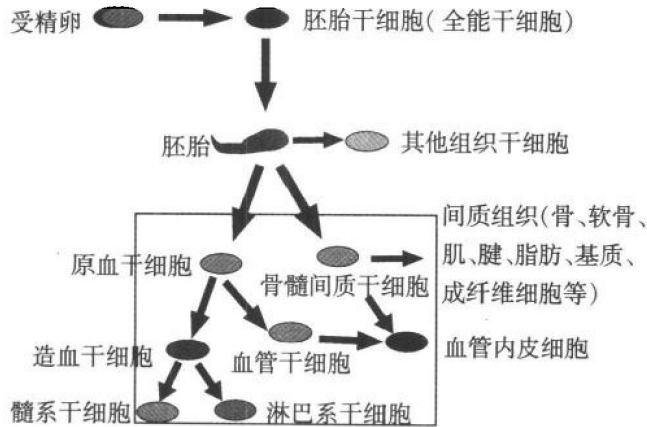 受精卵
胚胎干细胞(全能干细胞)
胚胎
其他组织干细胞
间质组织(骨、软骨、
肌、腱、脂肪、基质、
成纤维细胞等)
原血干细胞
骨髓间质干细胞
造血干细胞
血管干细胞
血管内皮细胞
髓系干细胞
淋巴系干细胞